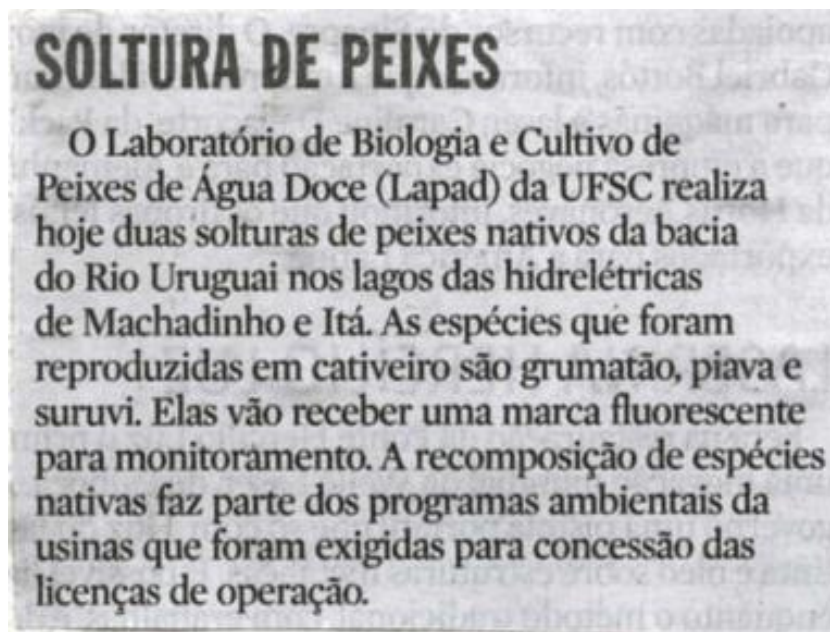 SOLTURA DE PEIXES
O Laboratório de Biologia e Cultivo de
Peixes de Água Doce (Lapad) da UFSC realiza
hoje duas solturas de peixes nativos da bacia
do Rio Uruguai nos lagos das hidrelétricas
de Machadinho e Itá. As espécies que foram
reproduzidas em cativeiro são grumatão, piava e
suruvi. Elas vão receber uma marca fluorescente
para monitoramento. A recomposição de espécies
nativas faz parte dos programas ambientais da
usinas que foram exigidas para concessão das
licenças de operação.